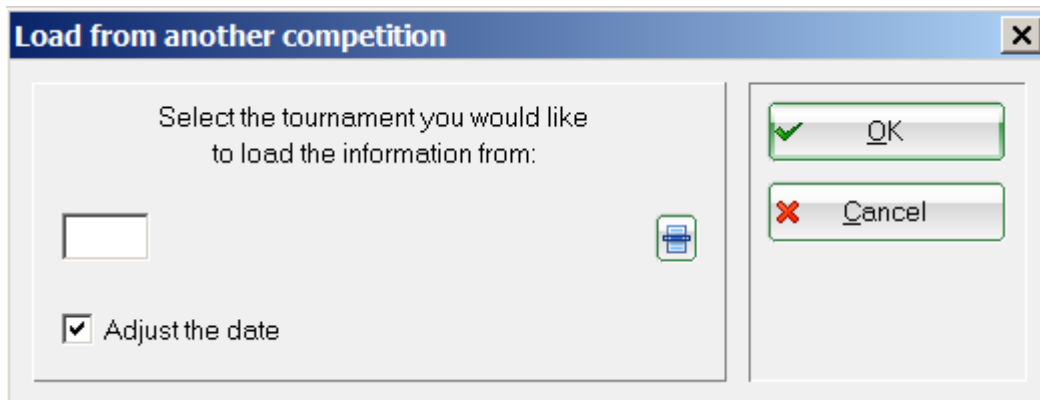 Load from another competition
Select the tournament you would like
to load the information from:
Adjust the date
OK
Cancel